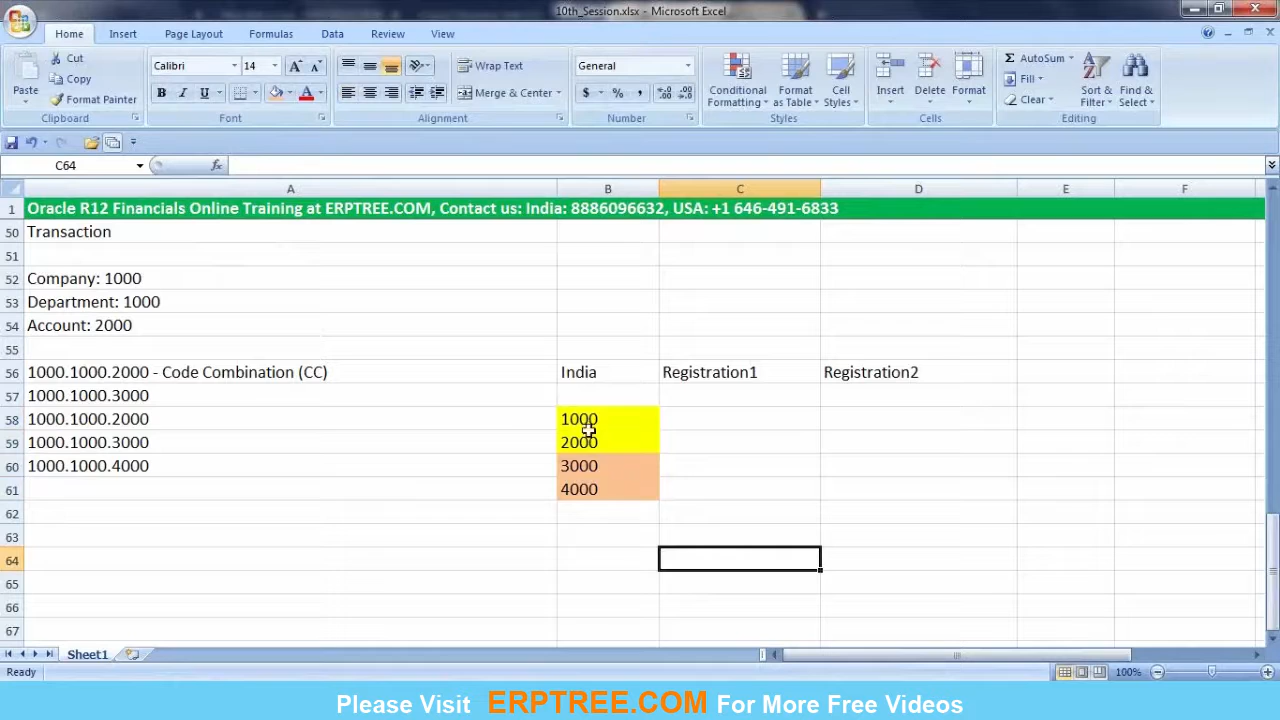 10th_Session.xlsx - Microsoft Excel
Home Insert Page Layout Formulas Data Review View
Cut
Copy
Format Painter
Paste
Clipboard
Calibri 14
B I U
Font
Wrap Text
Merge & Center
Alignment
General
$ % ,
Number
Conditional Formatting
Format as Table
Cell Styles
Styles
Insert Delete Format
Cells
Σ AutoSum
Fill
Clear
Sort & Filter
Find & Select
Editing
C64 fx
A B C D E F
1 Oracle R12 Financials Online Training at ERPTREE.COM, Contact us: India: 8886096632, USA: +1 646-491-6833
50 Transaction
51
52 Company: 1000
53 Department: 1000
54 Account: 2000
55
56 1000.1000.2000 - Code Combination (CC) India Registration1 Registration2
57 1000.1000.3000
58 1000.1000.2000 1000
59 1000.1000.3000 2000
60 1000.1000.4000 3000
61 4000
62
63
64
65
66
67
Sheet1
Ready 100%
Please Visit ERPTREE.COM For More Free Videos